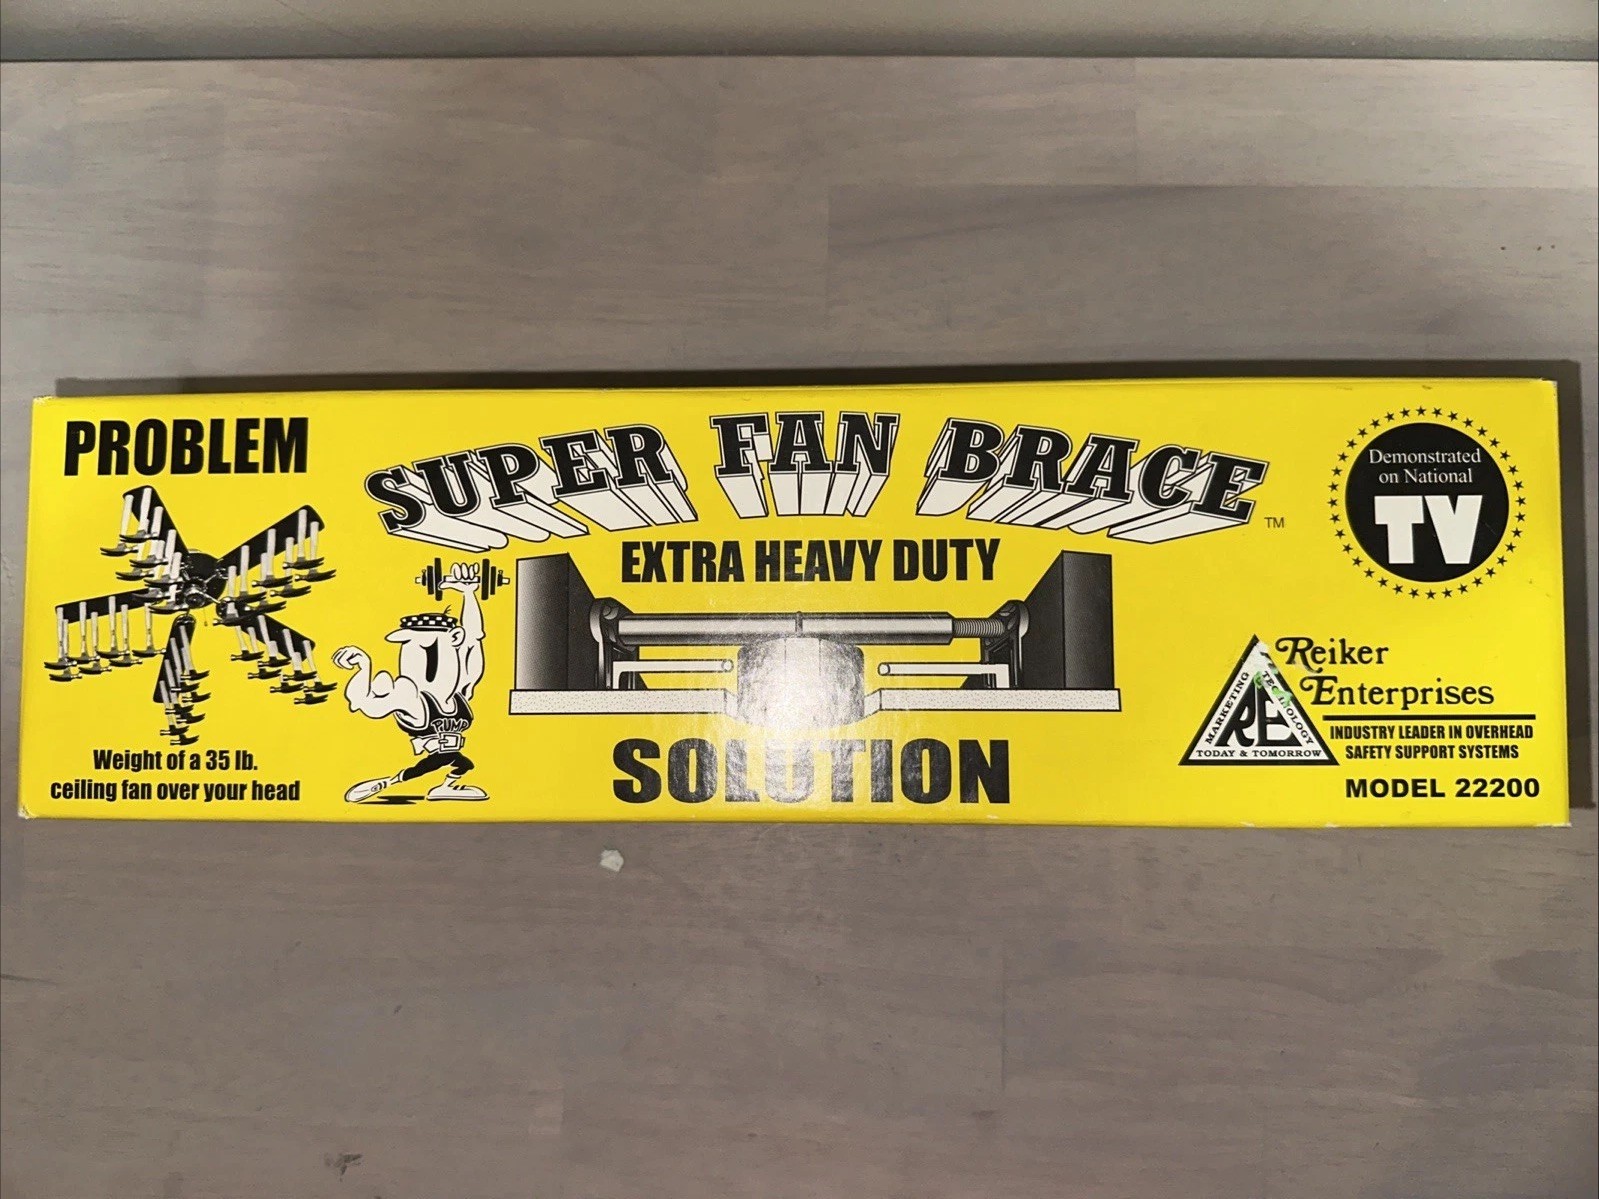 PROBLEM
SUPER FAN BRACE TM
EXTRA HEAVY DUTY
Demonstrated
on National
TV
PUMP
Weight of a 35 lb.
ceiling fan over your head
SOLUTION
MARKETING
TECHNOLOGY
RE
TODAY & TOMORROW
Reiker
Enterprises
INDUSTRY LEADER IN OVERHEAD
SAFETY SUPPORT SYSTEMS
MODEL 22200